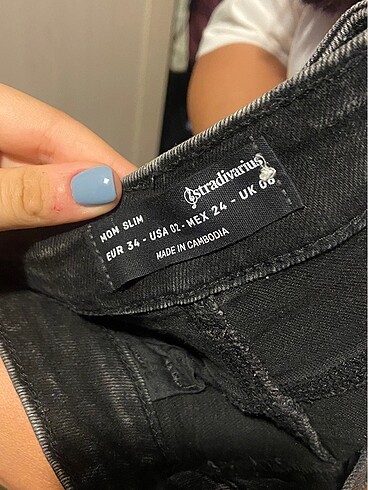 stradivarius
MOM SLIM
EUR 34 - USA 02 - MEX 24 - UK 06
MADE IN CAMBODIA